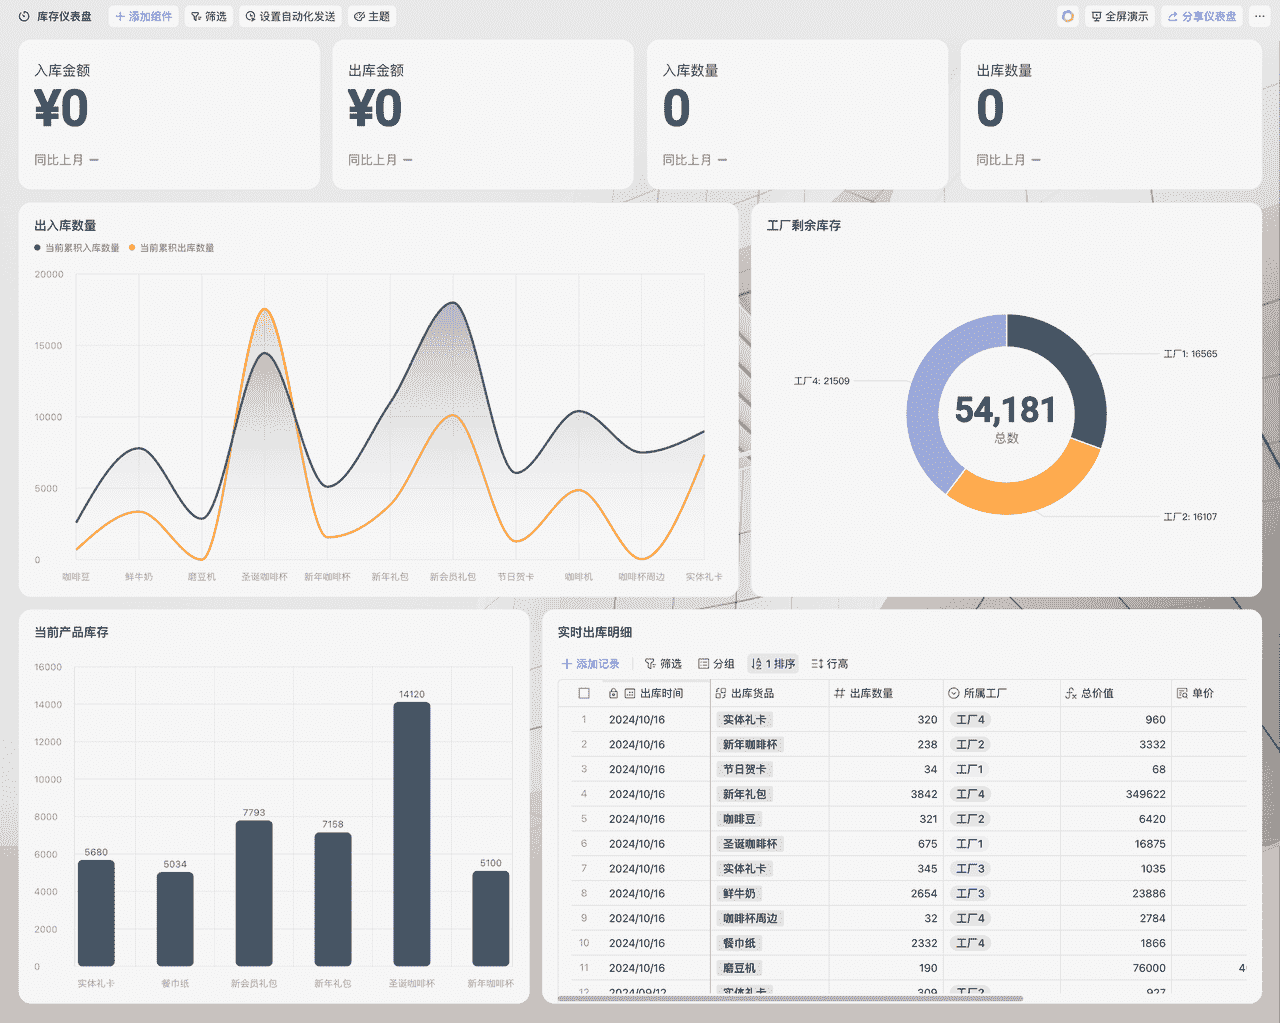 库存仪表盘 添加组件 筛选 设置自动化发送 主题 全屏演示 分享仪表盘
入库金额
¥0
同比上月 –
出库金额
¥0
同比上月 –
入库数量
0
同比上月 –
出库数量
0
同比上月 –
出入库数量
当前累积入库数量 当前累积出库数量
20000
15000
10000
5000
0
咖啡豆 鲜牛奶 磨豆机 圣诞咖啡杯 新年咖啡杯 新年礼包 新会员礼包 节日贺卡 咖啡机 咖啡杯周边 实体礼卡
工厂剩余库存
工厂1: 16565
工厂4: 21509
54,181
总数
工厂2: 16107
当前产品库存
16000
14000
12000
10000
8000
6000
4000
2000
0
5680
5034
7793
7158
14120
5100
实体礼卡 餐巾纸 新会员礼包 新年礼包 圣诞咖啡杯 新年咖啡杯
实时出库明细
添加记录 筛选 分组 1 排序 行高
出库时间 出库货品 出库数量 所属工厂 总价值 单价
1 2024/10/16 实体礼卡 320 工厂4 960
2 2024/10/16 新年咖啡杯 238 工厂2 3332
3 2024/10/16 节日贺卡 34 工厂1 68
4 2024/10/16 新年礼包 3842 工厂4 349622
5 2024/10/16 咖啡豆 321 工厂2 6420
6 2024/10/16 圣诞咖啡杯 675 工厂1 16875
7 2024/10/16 实体礼卡 345 工厂3 1035
8 2024/10/16 鲜牛奶 2654 工厂3 23886
9 2024/10/16 咖啡杯周边 32 工厂4 2784
10 2024/10/16 餐巾纸 2332 工厂4 1866
11 2024/10/16 磨豆机 190 76000 4
12 2024/09/12 实体礼卡 309 工厂2 927